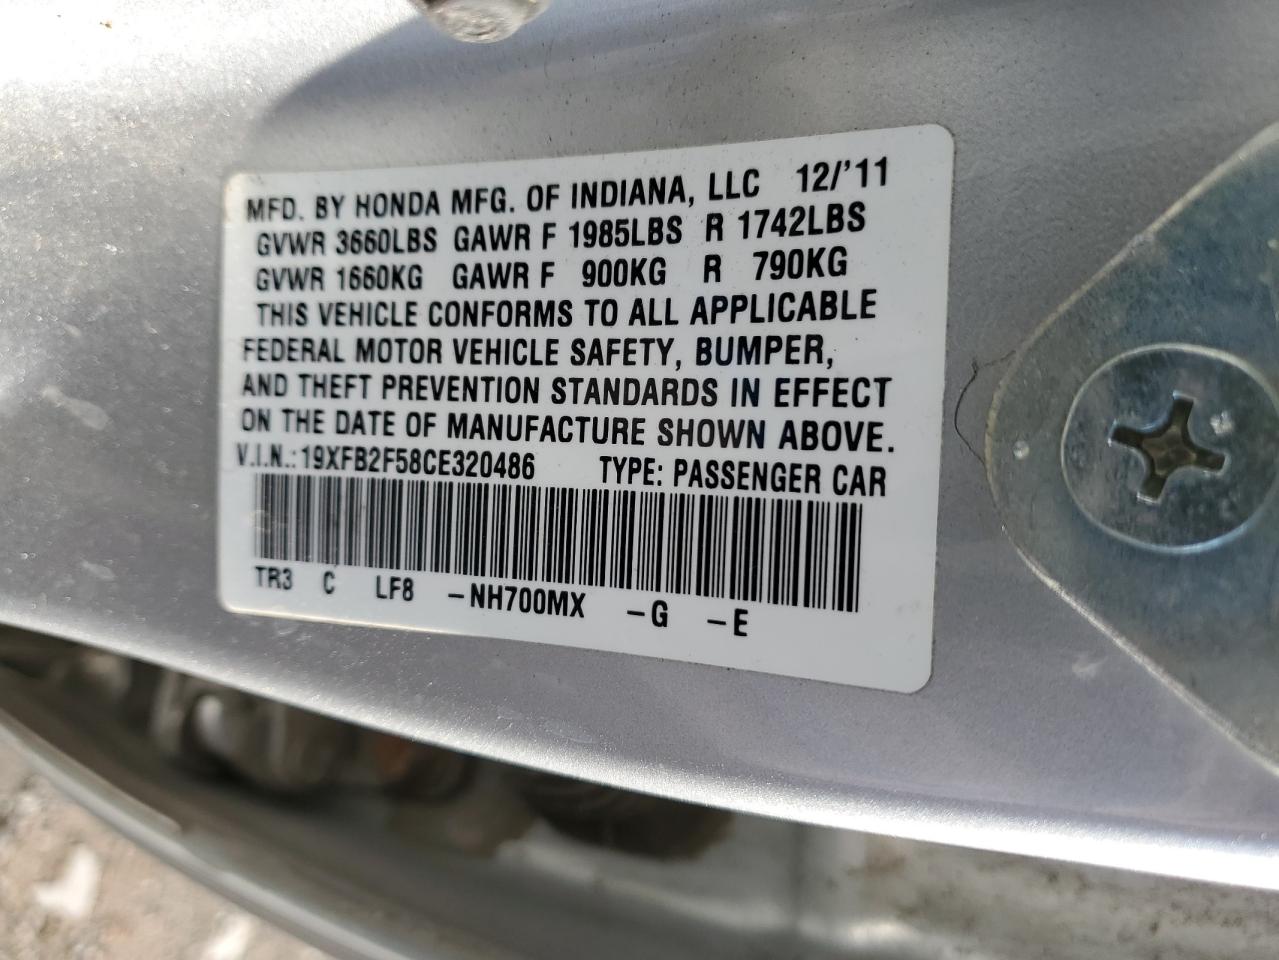 MFD. BY HONDA MFG. OF INDIANA, LLC 12/'11
GVWR 3660LBS GAWR F 1985LBS R 1742LBS
GVWR 1660KG GAWR F 900KG R 790KG
THIS VEHICLE CONFORMS TO ALL APPLICABLE
FEDERAL MOTOR VEHICLE SAFETY, BUMPER,
AND THEFT PREVENTION STANDARDS IN EFFECT
ON THE DATE OF MANUFACTURE SHOWN ABOVE.
V.I.N.:19XFB2F58CE320486 TYPE: PASSENGER CAR
TR3 C LF8 -NH700MX -G -E